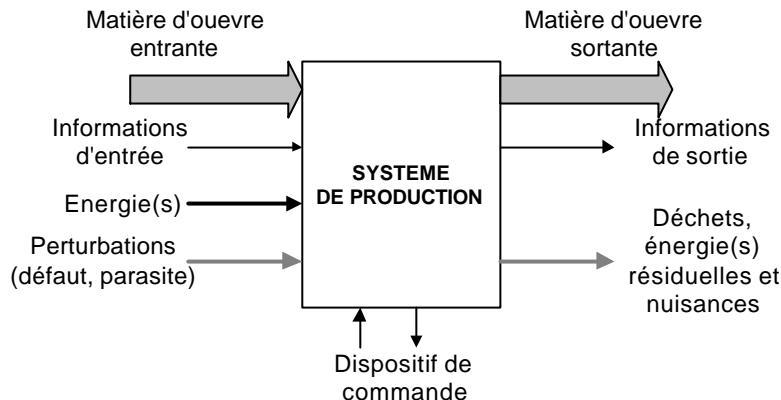 Matière d'ouevre
entrante
Matière d'ouevre
sortante
Informations
d'entrée
Informations
de sortie
SYSTEME
DE PRODUCTION
Energie(s)
Perturbations
(défaut, parasite)
Déchets,
énergie(s)
résiduelles et
nuisances
Dispositif de
commande